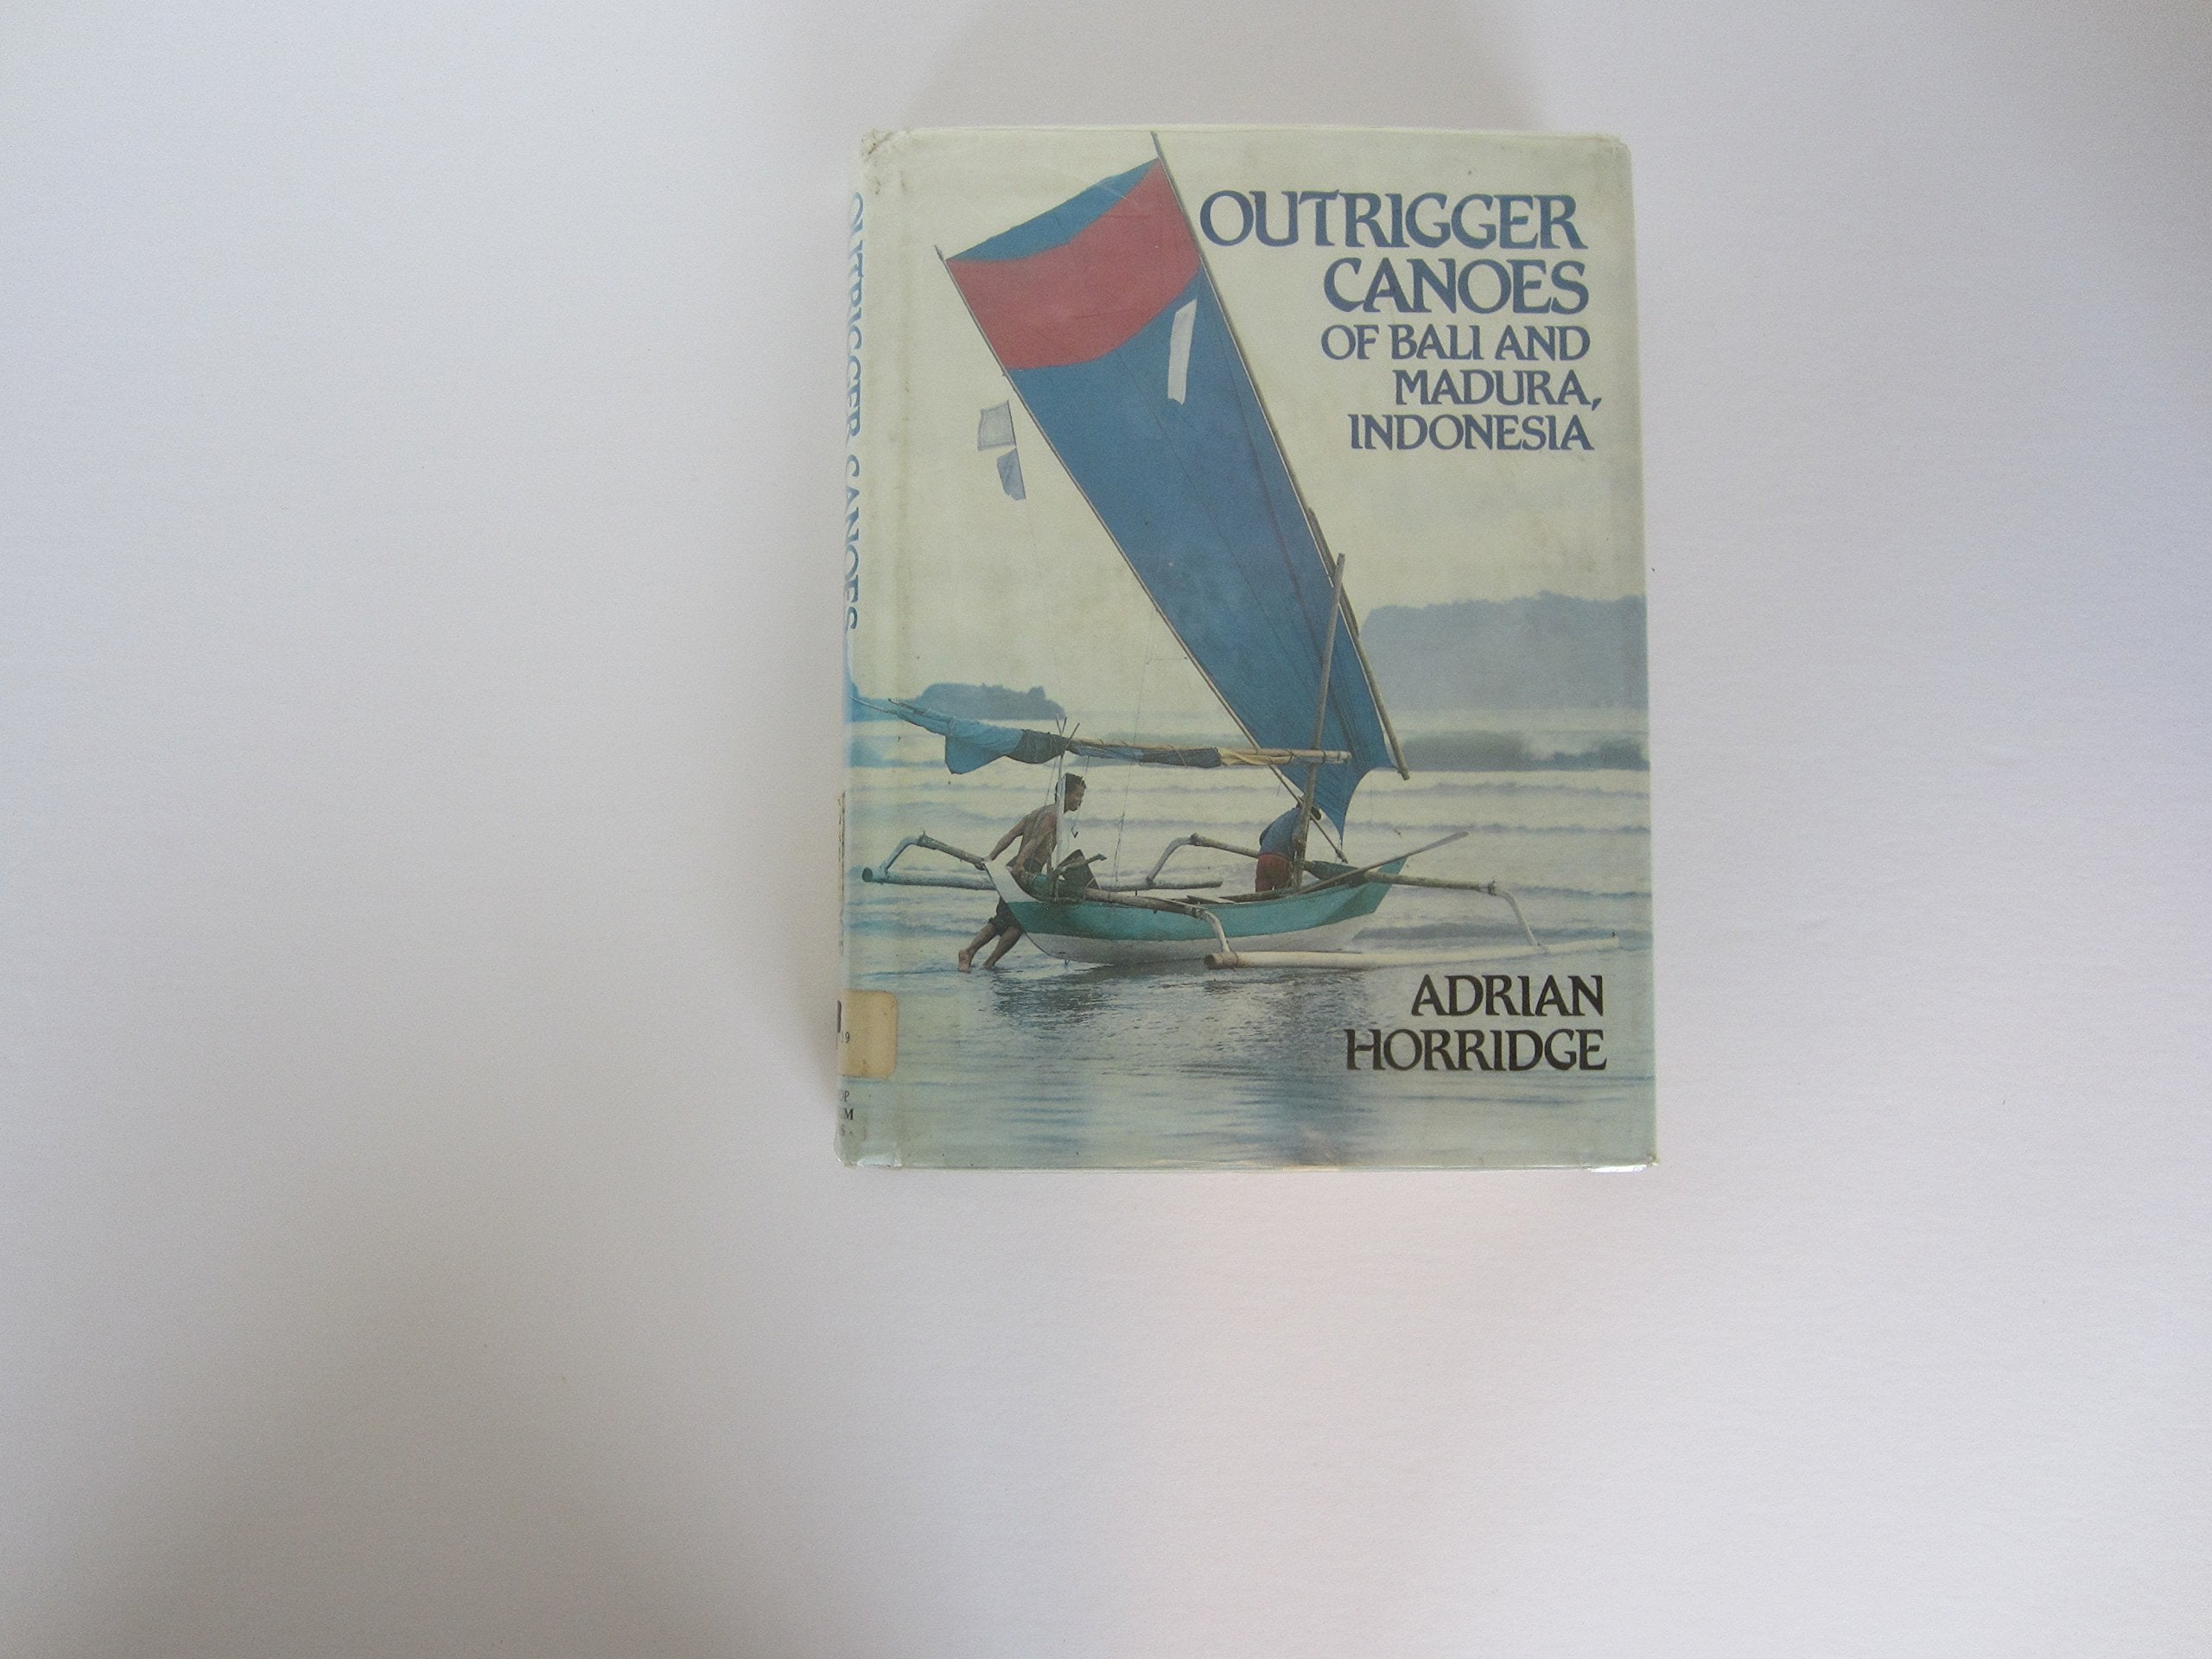 OUTRIGGER
CANOES
OF BALI AND
MADURA,
INDONESIA
ADRIAN
HORRIDGE
OUTRIGGER CANOES